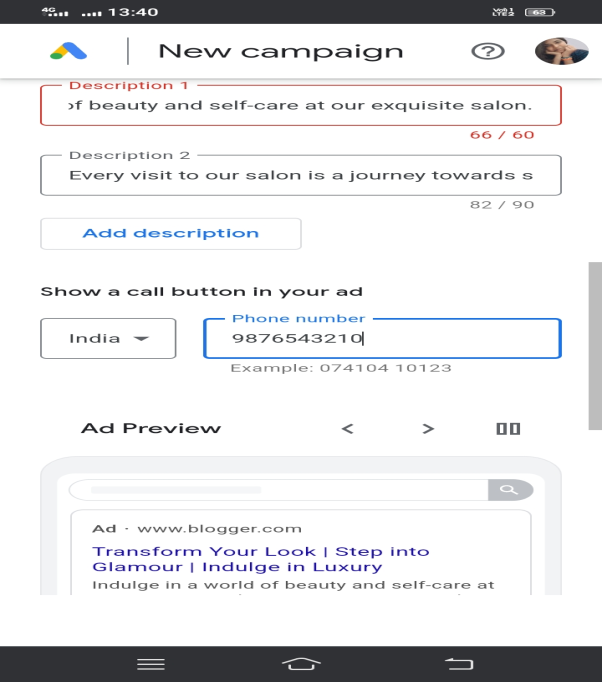 4G 13:40 Vo 1 LTE2 63
New campaign ?
Description 1
of beauty and self-care at our exquisite salon.
66 / 60
Description 2
Every visit to our salon is a journey towards s
82 / 90
Add description
Show a call button in your ad
India
Phone number
9876543210
Example: 074104 10123
Ad Preview < >
Ad · www.blogger.com
Transform Your Look | Step into
Glamour | Indulge in Luxury
Indulge in a world of beauty and self-care at